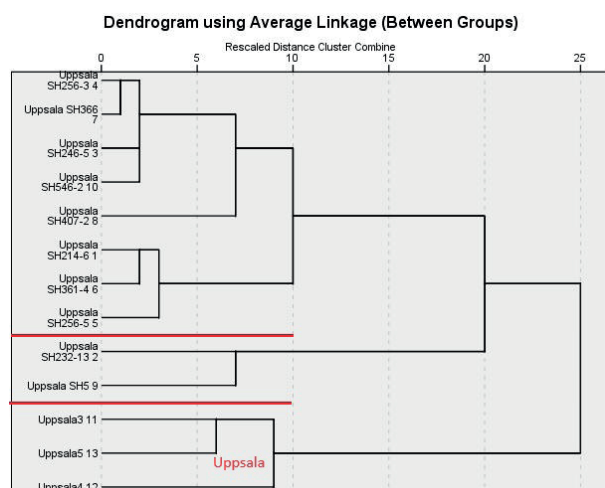 Dendrogram using Average Linkage (Between Groups)
Rescaled Distance Cluster Combine
0 5 10 15 20 25
Uppsala
SH256-3 4
Uppsala SH366
7
Uppsala
SH246-5 3
Uppsala
SH546-2 10
Uppsala
SH407-2 8
Uppsala
SH214-6 1
Uppsala
SH361-4 6
Uppsala
SH256-5 5
Uppsala
SH232-13 2
Uppsala SH5 9
Uppsala3 11
Uppsala5 13
Uppsala
Uppsala4 12